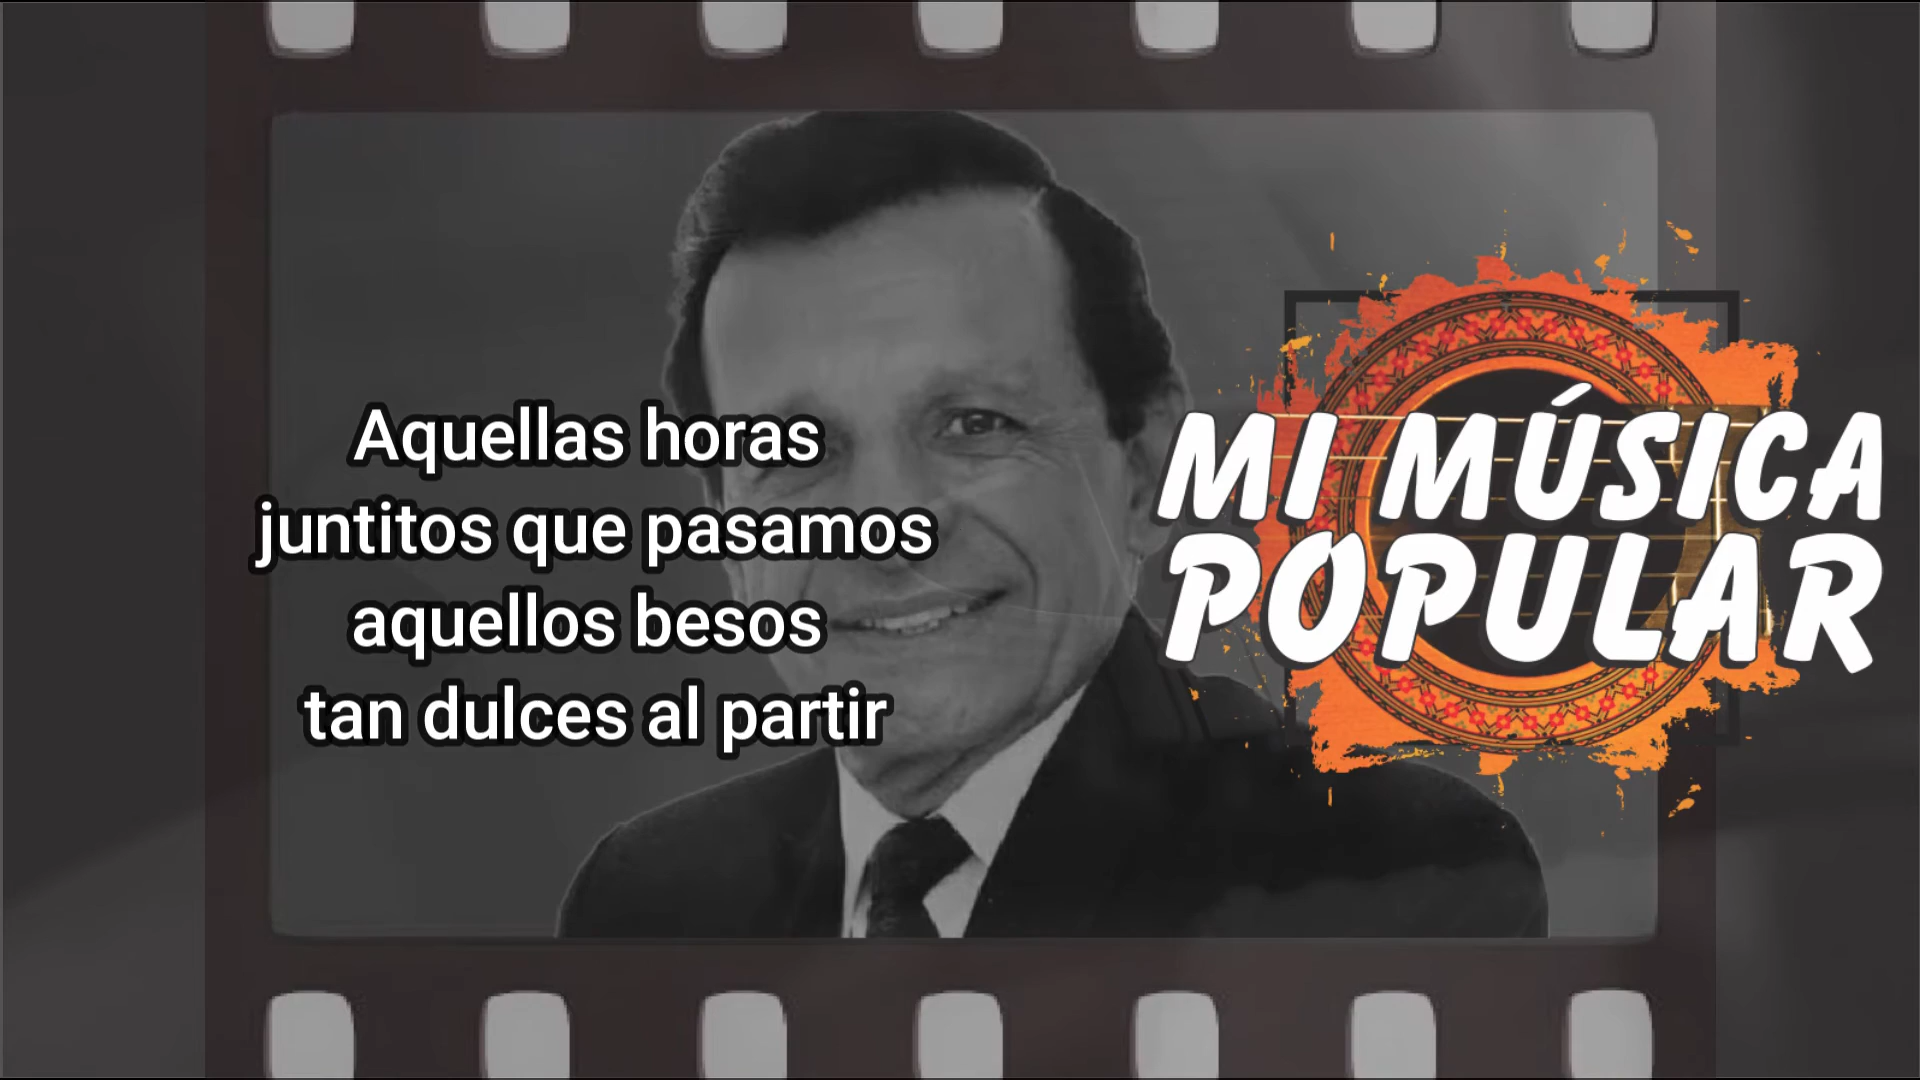 Aquellas horas
juntitos que pasamos
aquellos besos
tan dulces al partir
MI MÚSICA
POPULAR